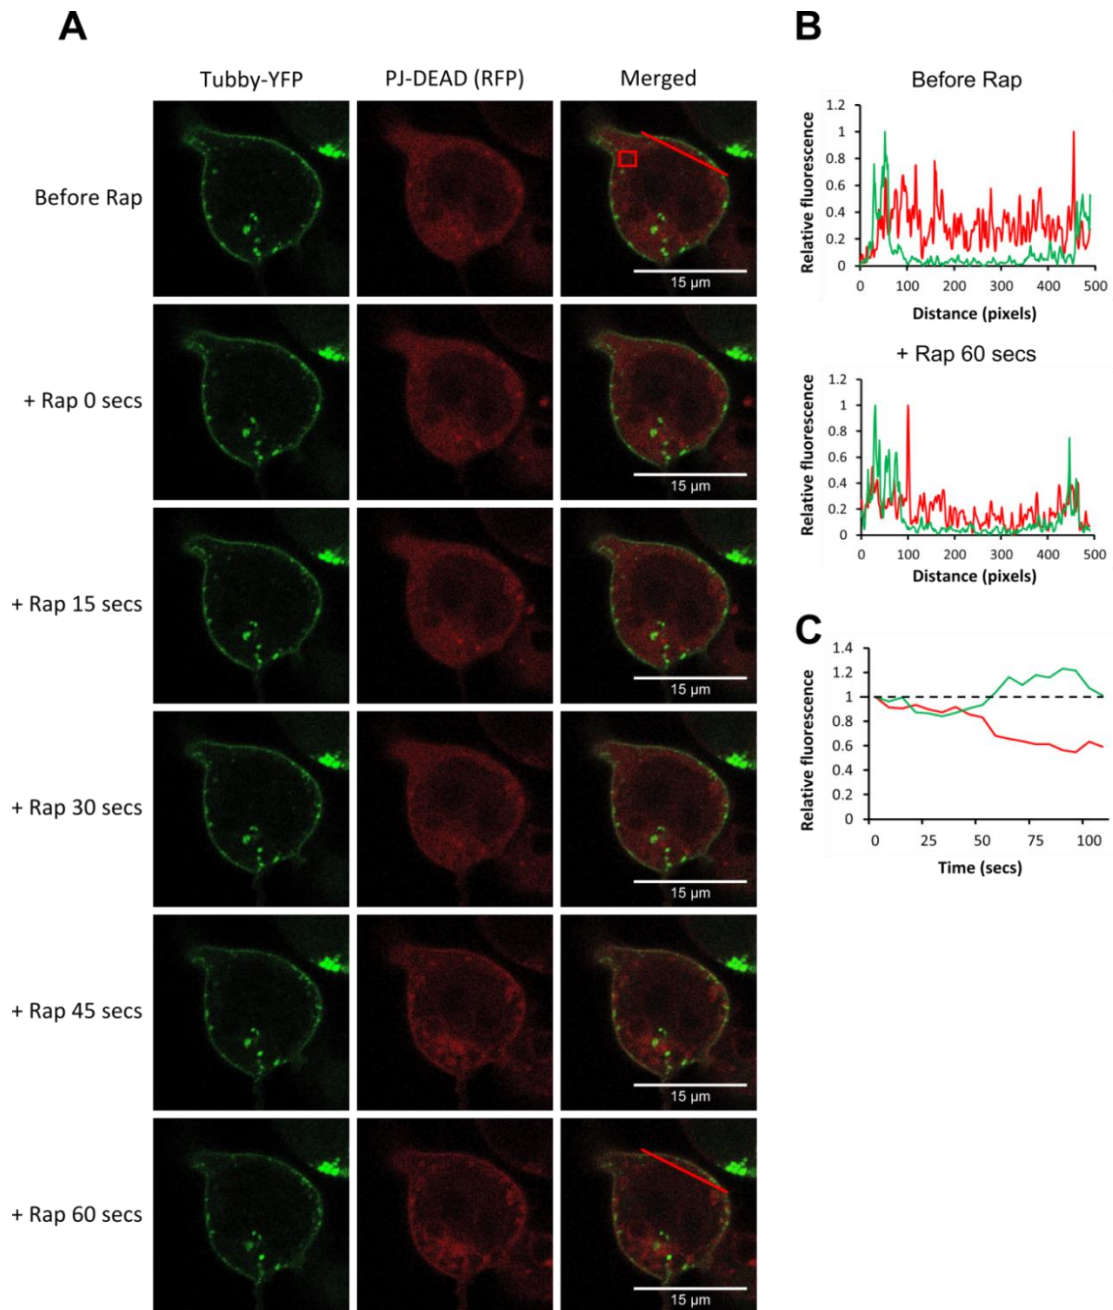 A
Tubby-YFP PJ-DEAD (RFP) Merged
Before Rap
15 µm
+ Rap 0 secs
15 µm
+ Rap 15 secs
15 µm
+ Rap 30 secs
15 µm
+ Rap 45 secs
15 µm
+ Rap 60 secs
15 µm
B
Before Rap
Relative fluorescence
1.2
1
0.8
0.6
0.4
0.2
0
0 100 200 300 400 500
Distance (pixels)
+ Rap 60 secs
Relative fluorescence
1.2
1
0.8
0.6
0.4
0.2
0
0 100 200 300 400 500
Distance (pixels)
C
Relative fluorescence
1.4
1.2
1
0.8
0.6
0.4
0.2
0
0 25 50 75 100
Time (secs)